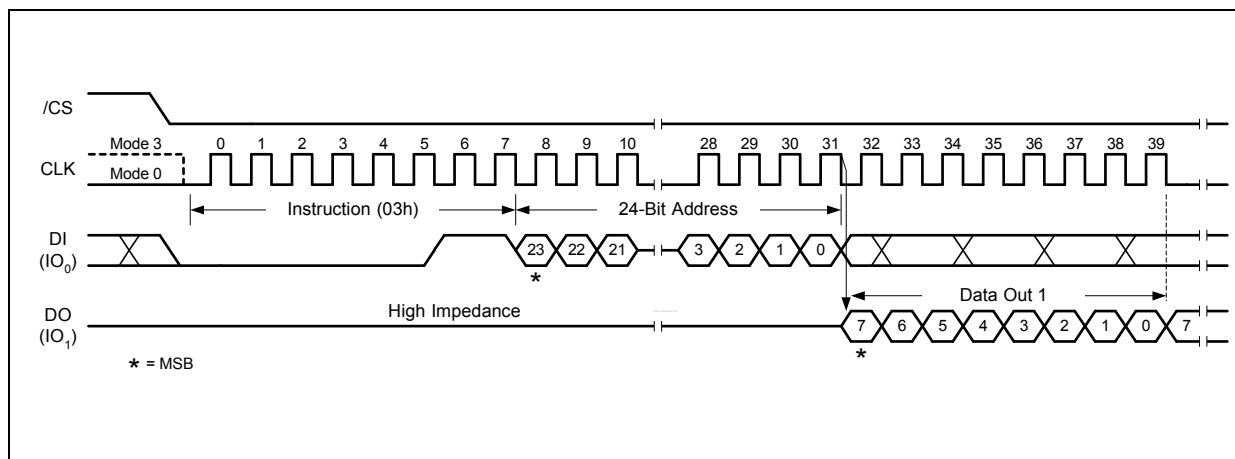 /CS
Mode 3 0 1 2 3 4 5 6 7 8 9 10 28 29 30 31 32 33 34 35 36 37 38 39
CLK
Mode 0
Instruction (03h) 24-Bit Address
DI
(IO0)
23 22 21 3 2 1 0
* Data Out 1
High Impedance
DO
(IO1)
7 6 5 4 3 2 1 0 7
* = MSB *